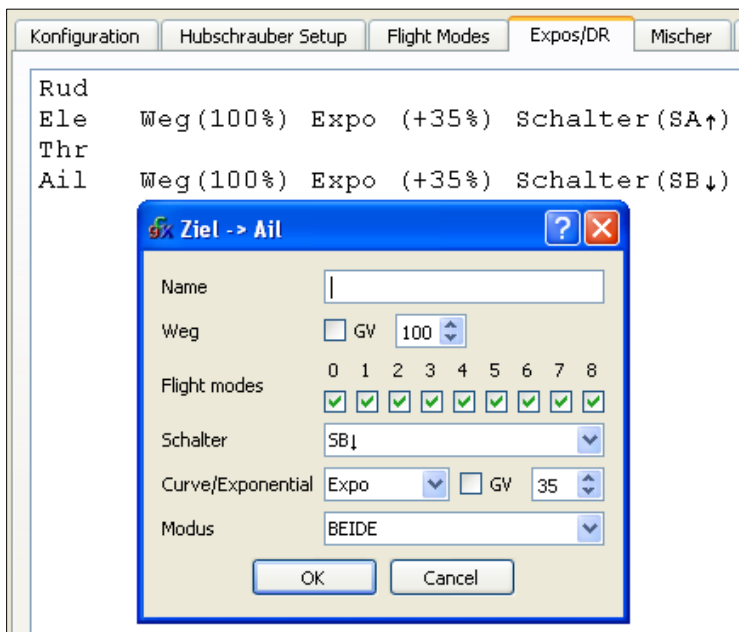 Konfiguration Hubschrauber Setup Flight Modes Expos/DR Mischer
Rud
Ele Weg(100%) Expo (+35%) Schalter(SA↑)
Thr
Ail Weg(100%) Expo (+35%) Schalter(SB↓)
Ziel -> Ail
Name
Weg GV 100
0 1 2 3 4 5 6 7 8
Flight modes
Schalter SB↓
Curve/Exponential Expo GV 35
Modus BEIDE
OK Cancel